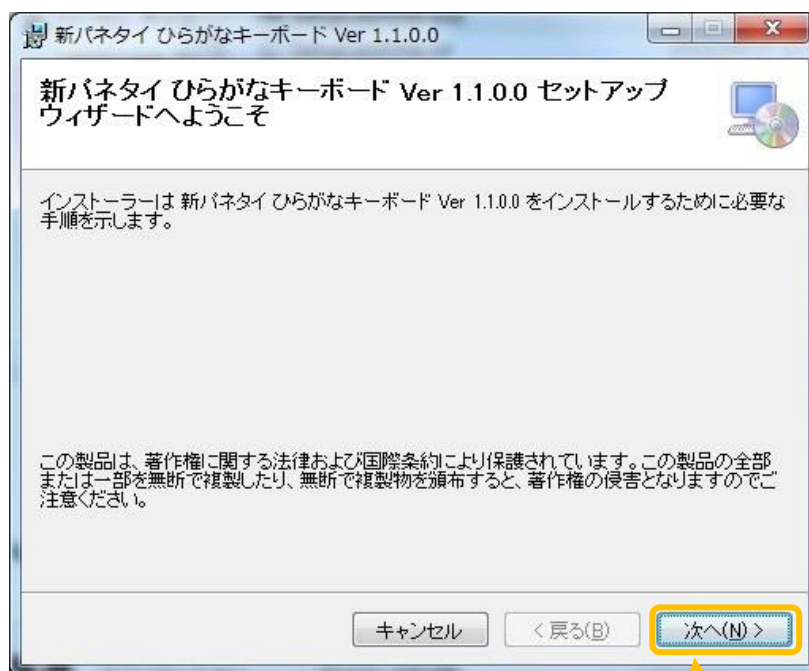 新パネタイ ひらがなキーボード Ver 1.1.0.0
新パネタイ ひらがなキーボード Ver 1.1.0.0 セットアップ
ウィザードへようこそ
インストーラーは 新パネタイ ひらがなキーボード Ver 1.1.0.0 をインストールするために必要な
手順を示します。
この製品は、著作権に関する法律および国際条約により保護されています。この製品の全部
または一部を無断で複製したり、無断で複製物を頒布すると、著作権の侵害となりますのでご
注意ください。
キャンセル < 戻る(B) 次へ(N) >